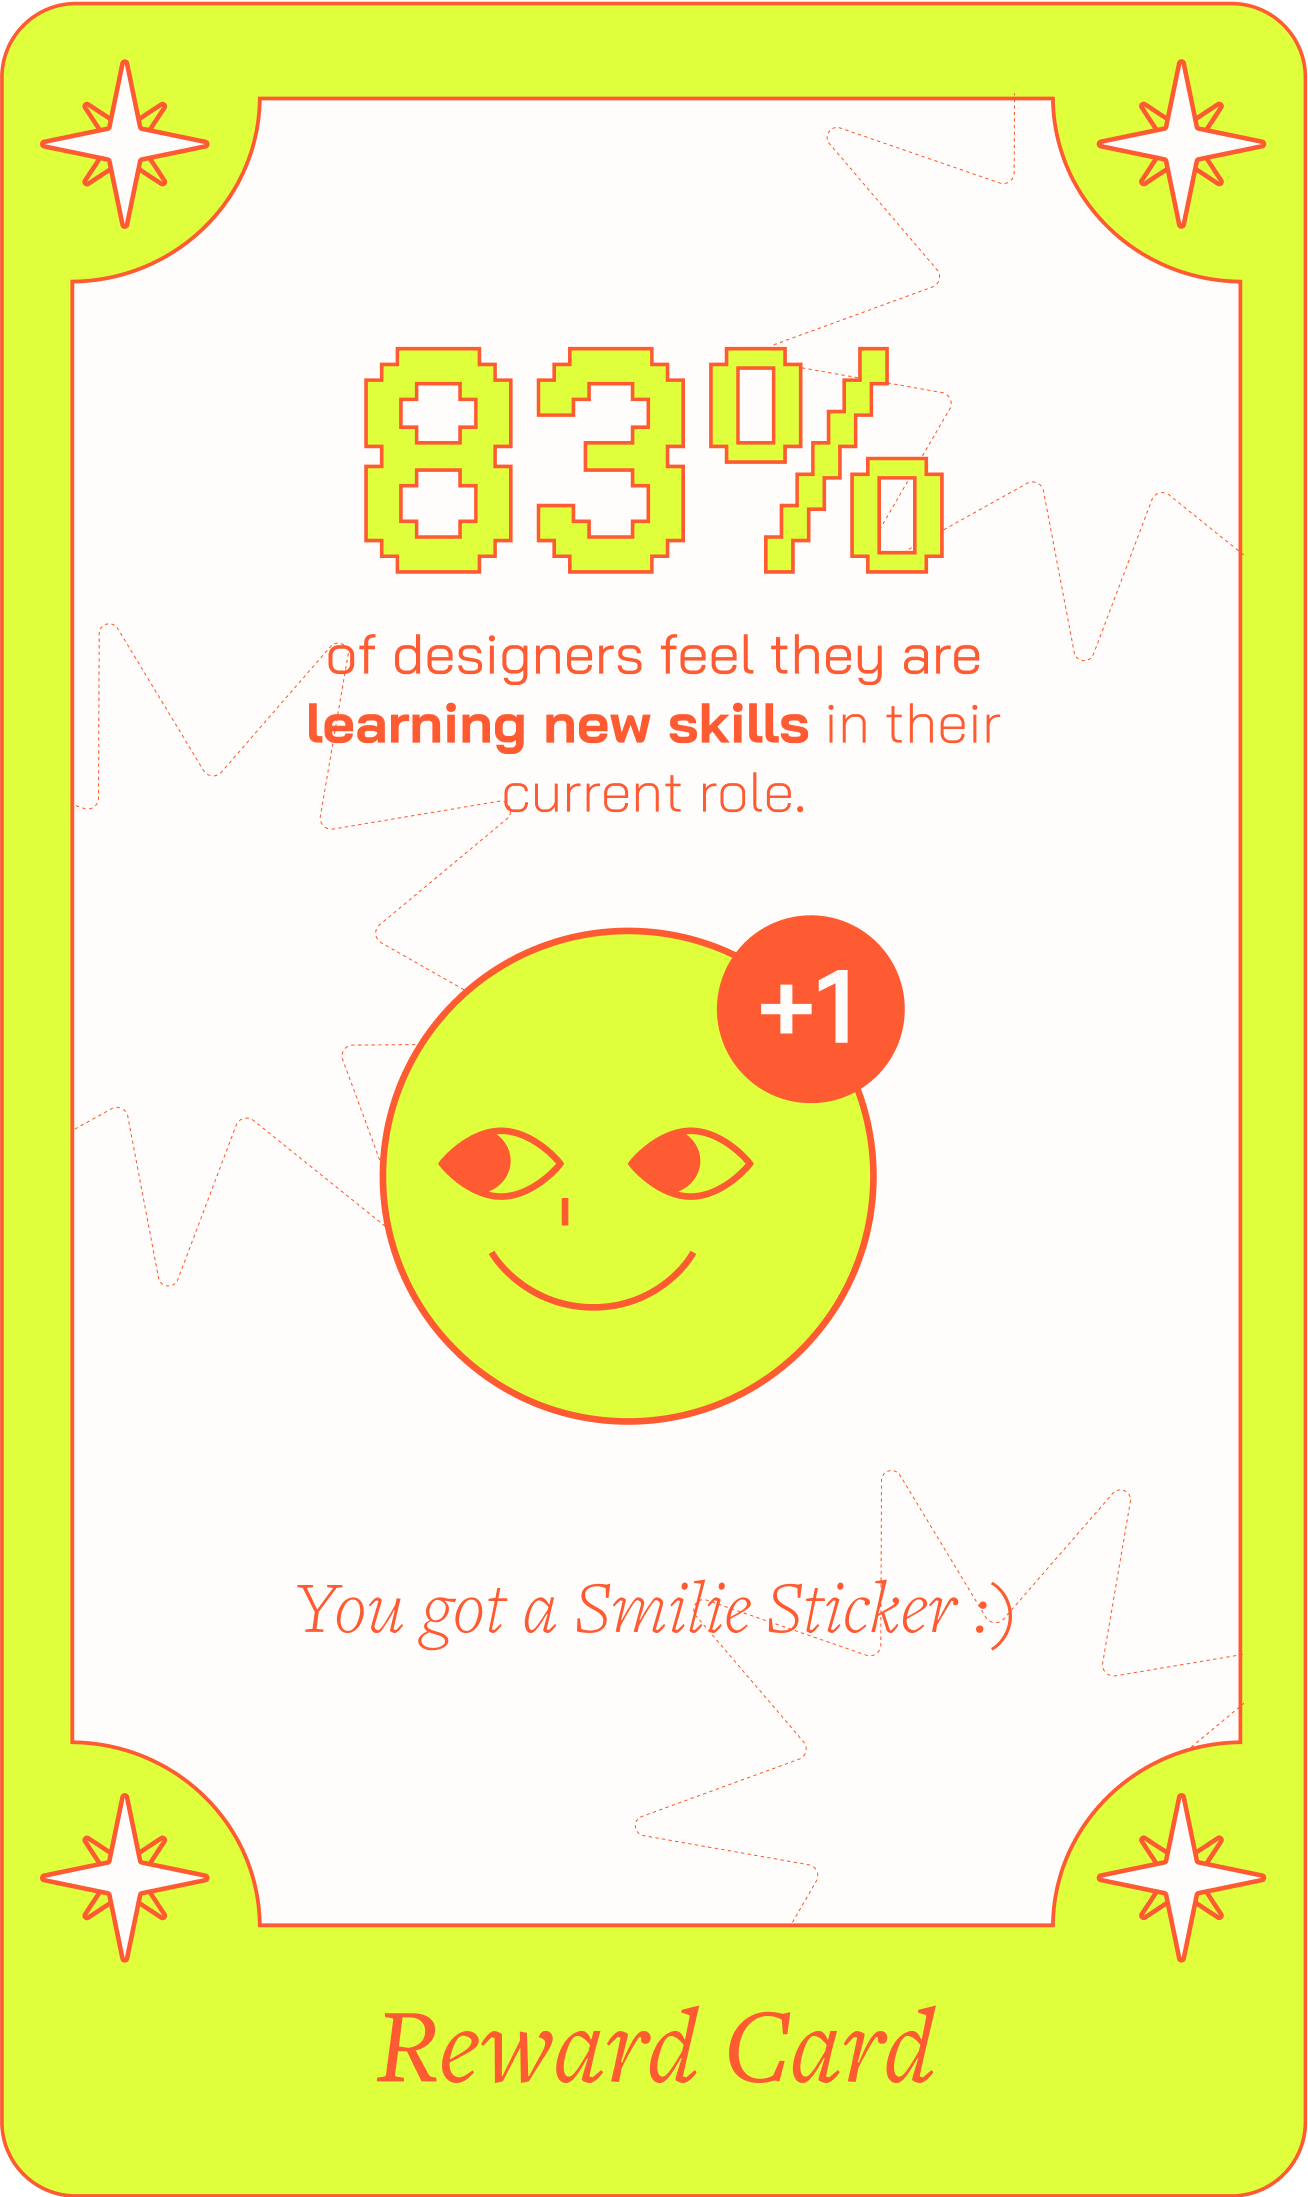 83%
of designers feel they are
learning new skills in their
current role.
+1
You got a Smilie Sticker :)
Reward Card